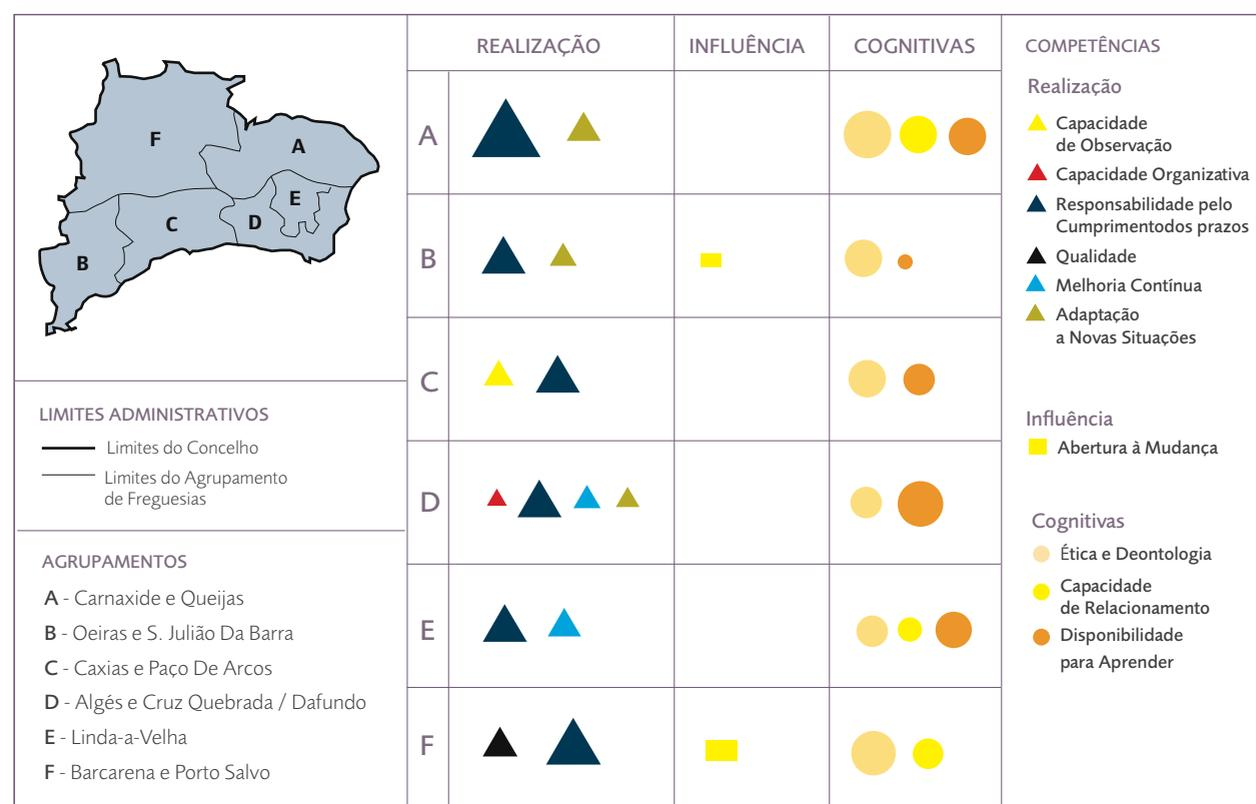 F
A
E
C
D
B
LIMITES ADMINISTRATIVOS
Limites do Concelho
Limites do Agrupamento
de Freguesias
AGRUPAMENTOS
A - Carnaxide e Queijas
B - Oeiras e S. Julião Da Barra
C - Caxias e Paço De Arcos
D - Algés e Cruz Quebrada / Dafundo
E - Linda-a-Velha
F - Barcarena e Porto Salvo
REALIZAÇÃO INFLUÊNCIA COGNITIVAS
A
B
C
D
E
F
COMPETÊNCIAS
Realização
Capacidade
de Observação
Capacidade Organizativa
Responsabilidade pelo
Cumprimentodos prazos
Qualidade
Melhoria Contínua
Adaptação
a Novas Situações
Influência
Abertura à Mudança
Cognitivas
Ética e Deontologia
Capacidade
de Relacionamento
Disponibilidade
para Aprender